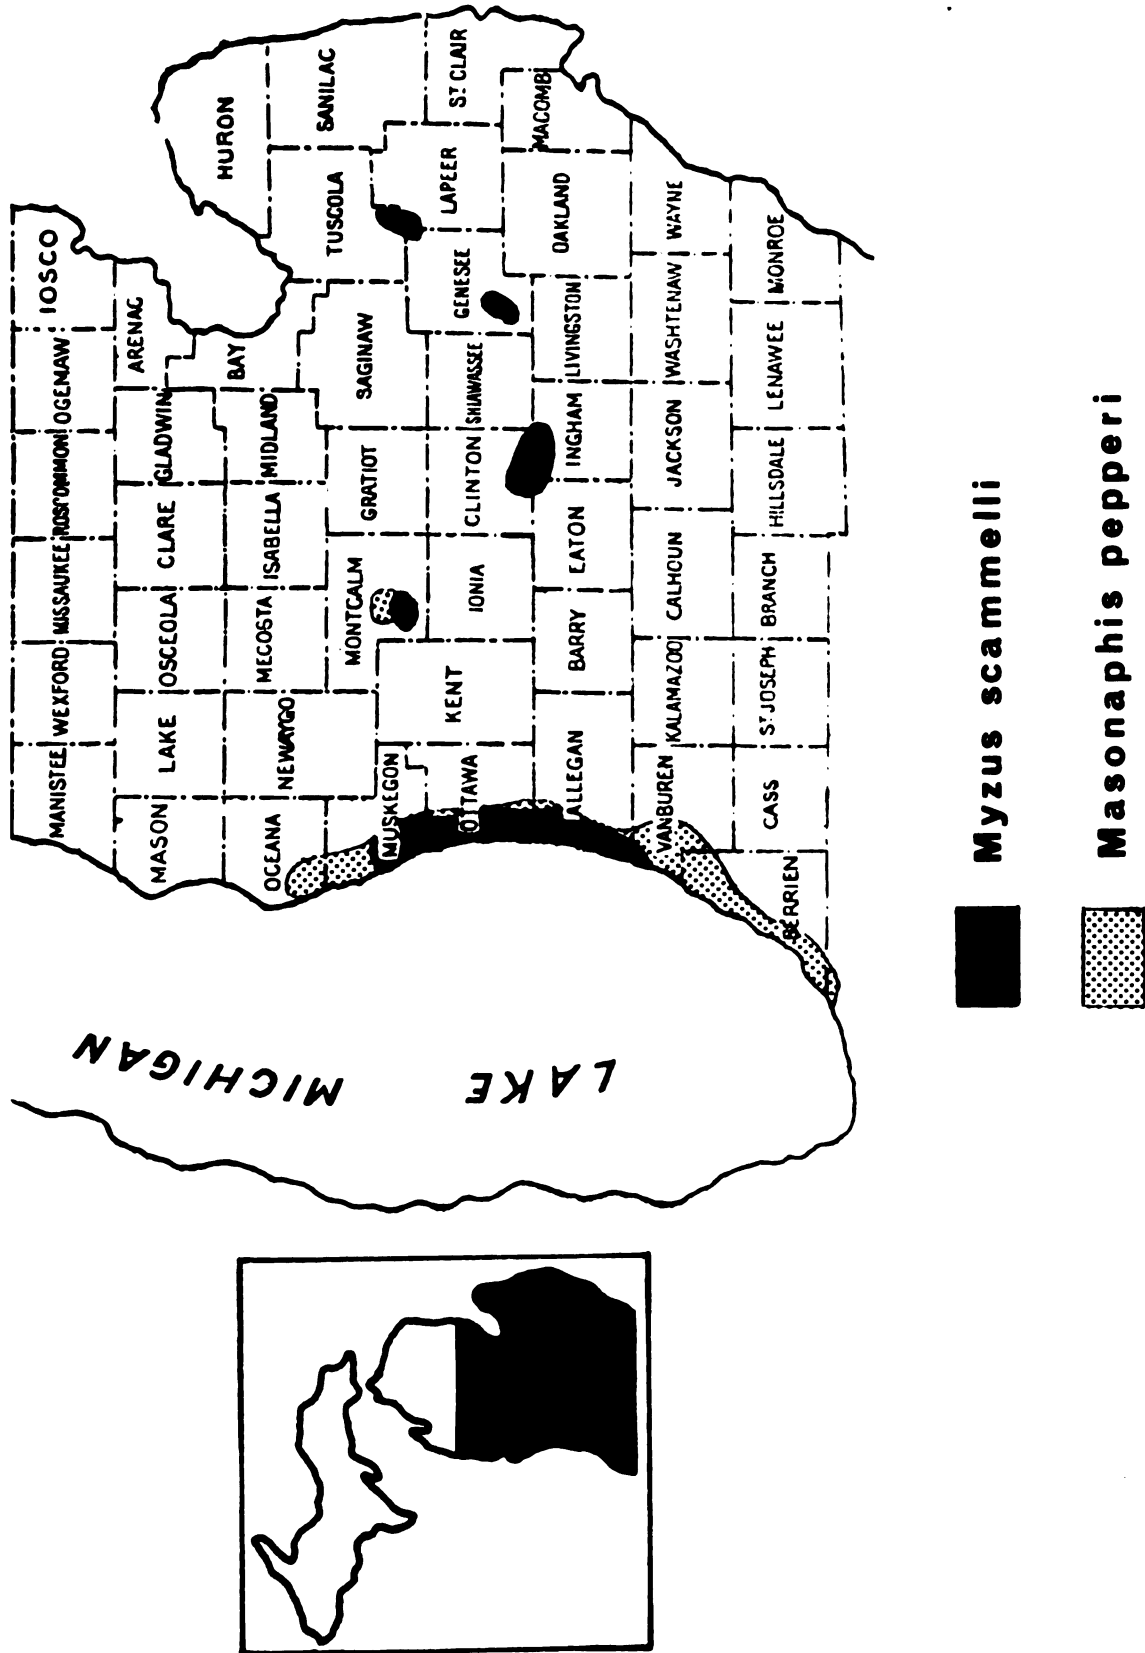 MANISTEE
WEXFORD
MISSAUKEE
ROSCOMMON
OGEMAW
IOSCO
MASON
LAKE
OSCEOLA
CLARE
GLADWIN
ARENAC
HURON
OCEANA
NEWAYGO
MECOSTA
ISABELLA
MIDLAND
BAY
TUSCOLA
SANILAC
MUSKEGON
MONTCALM
GRATIOT
SAGINAW
OTTAWA
KENT
IONIA
CLINTON
SHIAWASSEE
GENESEE
LAPEER
ST CLAIR
ALLEGAN
BARRY
EATON
INGHAM
LIVINGSTON
OAKLAND
MACOMB
VANBUREN
KALAMAZOO
CALHOUN
JACKSON
WASHTENAW
WAYNE
BERRIEN
CASS
ST JOSEPH
BRANCH
HILLSDALE
LENAWEE
MONROE
LAKE MICHIGAN
Myzus scammelli
Masonaphis pepperi